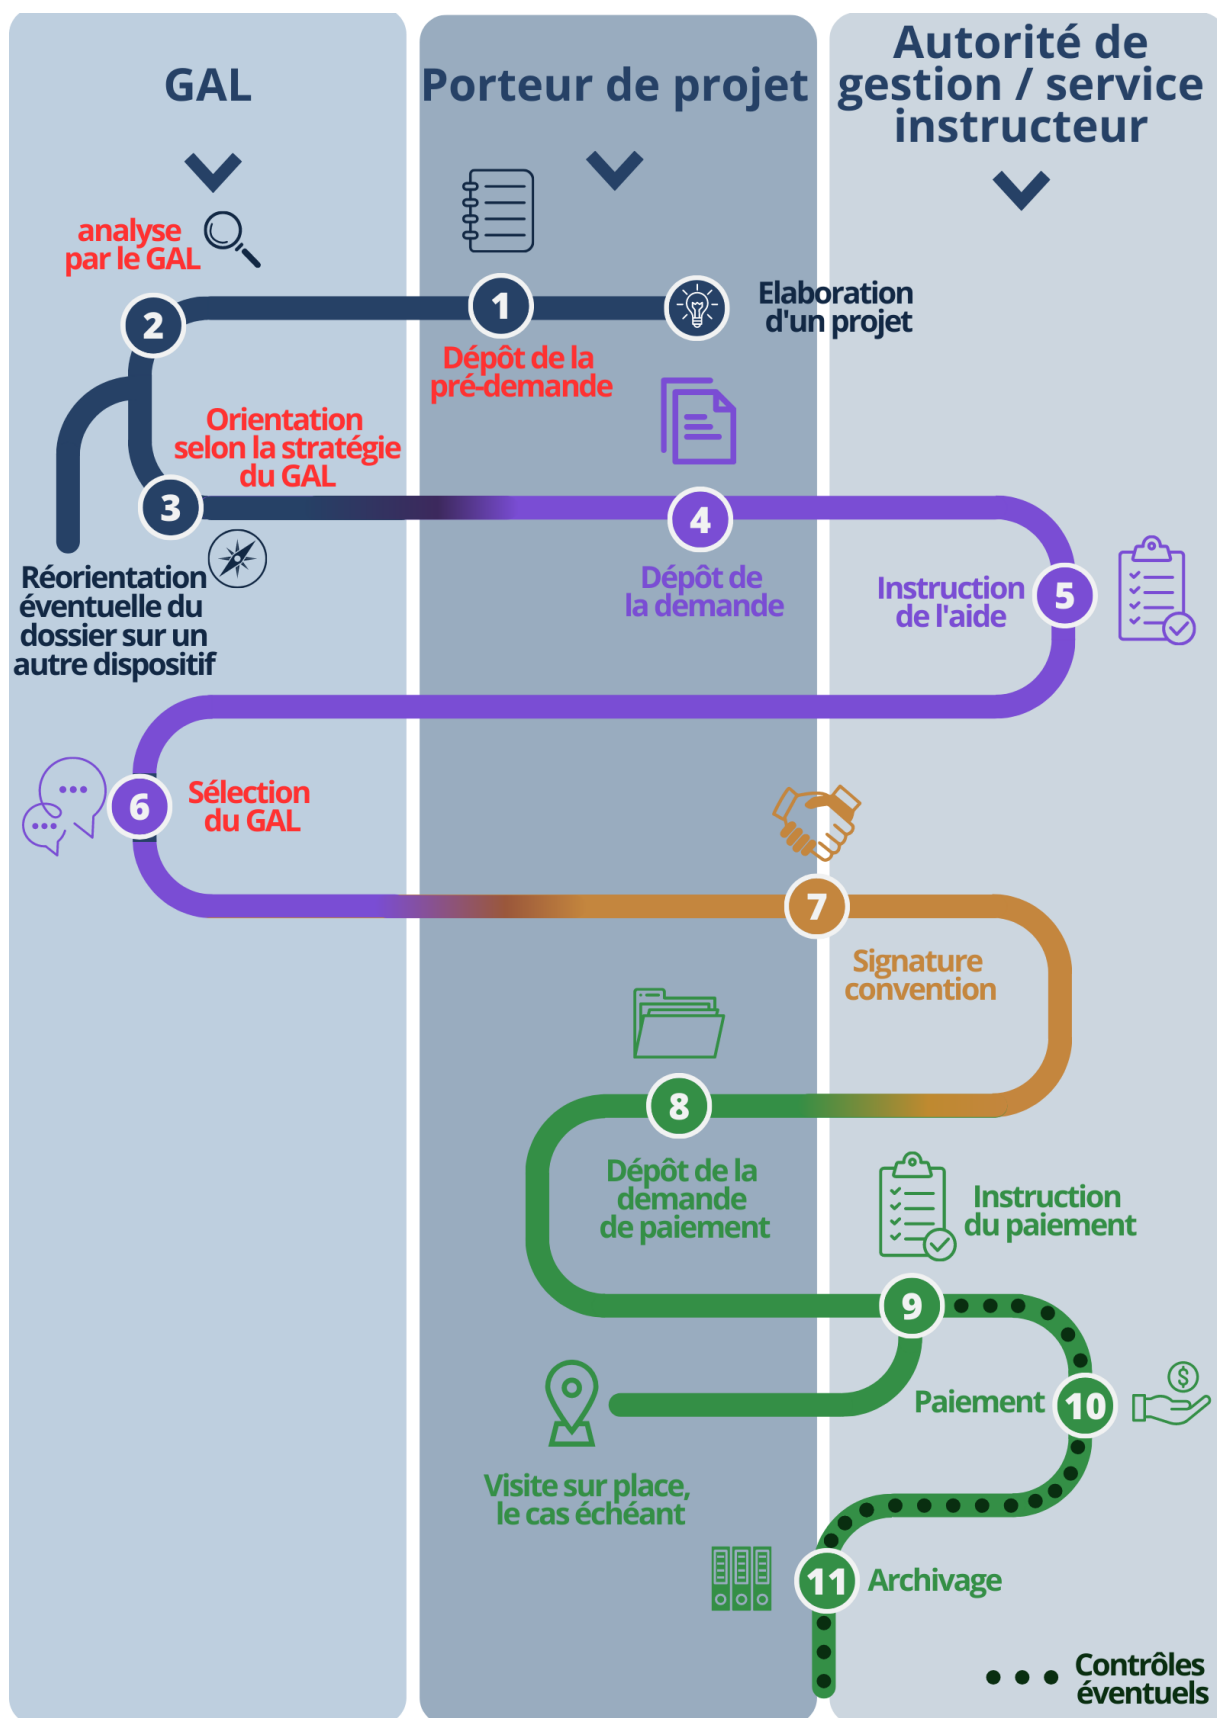 GAL
Porteur de projet
Autorité de
gestion / service
instructeur
analyse
par le GAL
Elaboration
d'un projet
1
2
Dépôt de la
pré-demande
Orientation
selon la stratégie
du GAL
3
4
Réorientation
éventuelle du
dossier sur un
autre dispositif
Dépôt de
la demande
Instruction
de l'aide
5
6
Sélection
du GAL
7
Signature
convention
8
Dépôt de la
demande
de paiement
Instruction
du paiement
9
Paiement
10
$
Visite sur place,
le cas échéant
11
Archivage
Contrôles
éventuels